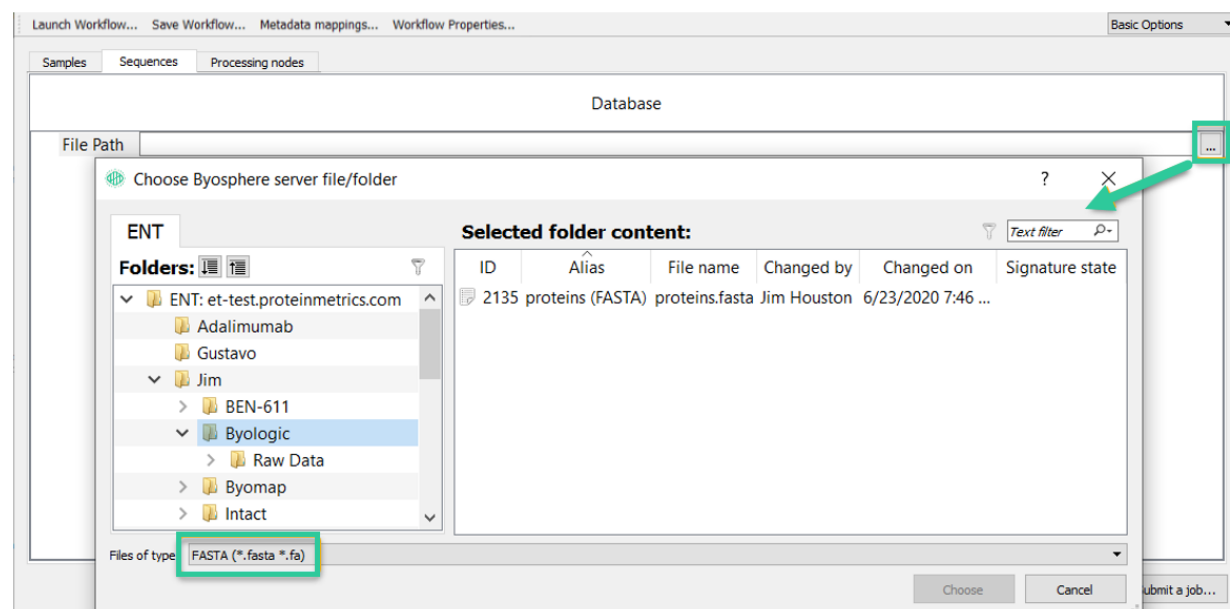 Launch Workflow... Save Workflow... Metadata mappings... Workflow Properties... Basic Options
Samples Sequences Processing nodes
Database
File Path ...
Choose Byosphere server file/folder ?
ENT Selected folder content: Text filter
Folders: ID Alias File name Changed by Changed on Signature state
ENT: et-test.proteinmetrics.com 2135 proteins (FASTA) proteins.fasta Jim Houston 6/23/2020 7:46 ...
Adalimumab
Gustavo
Jim
BEN-611
Byologic
Raw Data
Byomap
Intact
Files of type FASTA (*.fasta *.fa)
Choose Cancel ubmit a job...